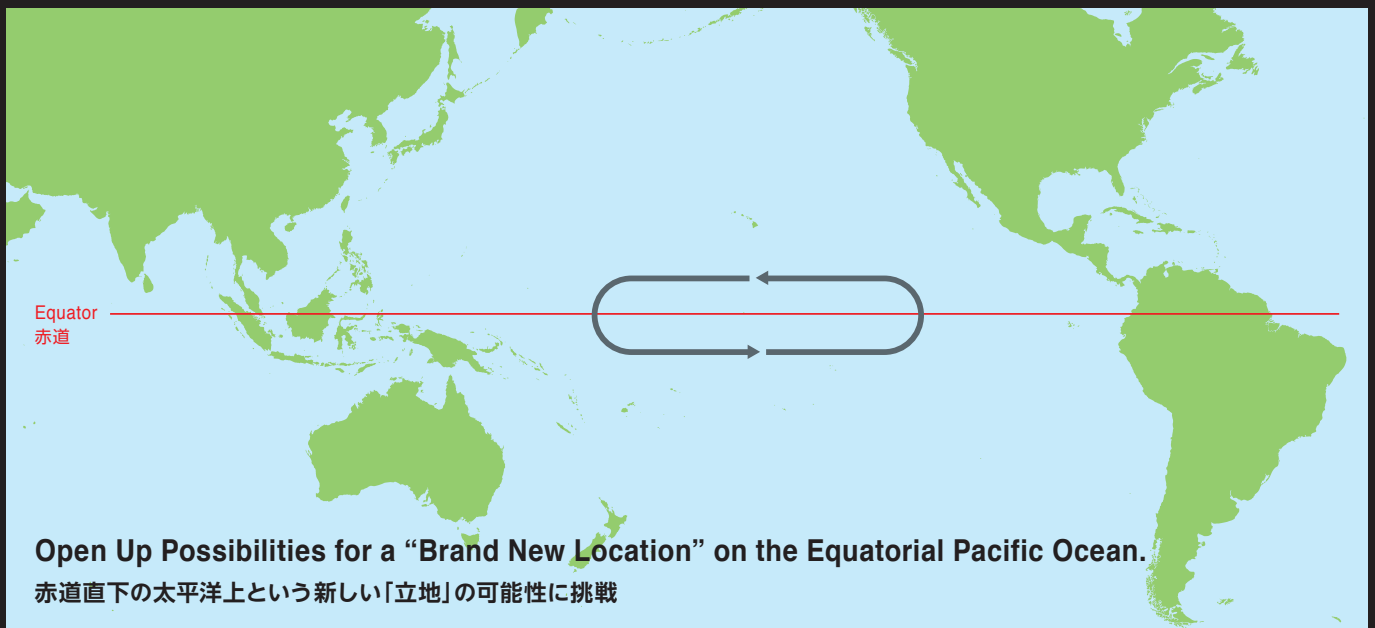 Equator
赤道
Open Up Possibilities for a “Brand New Location” on the Equatorial Pacific Ocean.
赤道直下の太平洋上という新しい「立地」の可能性に挑戦